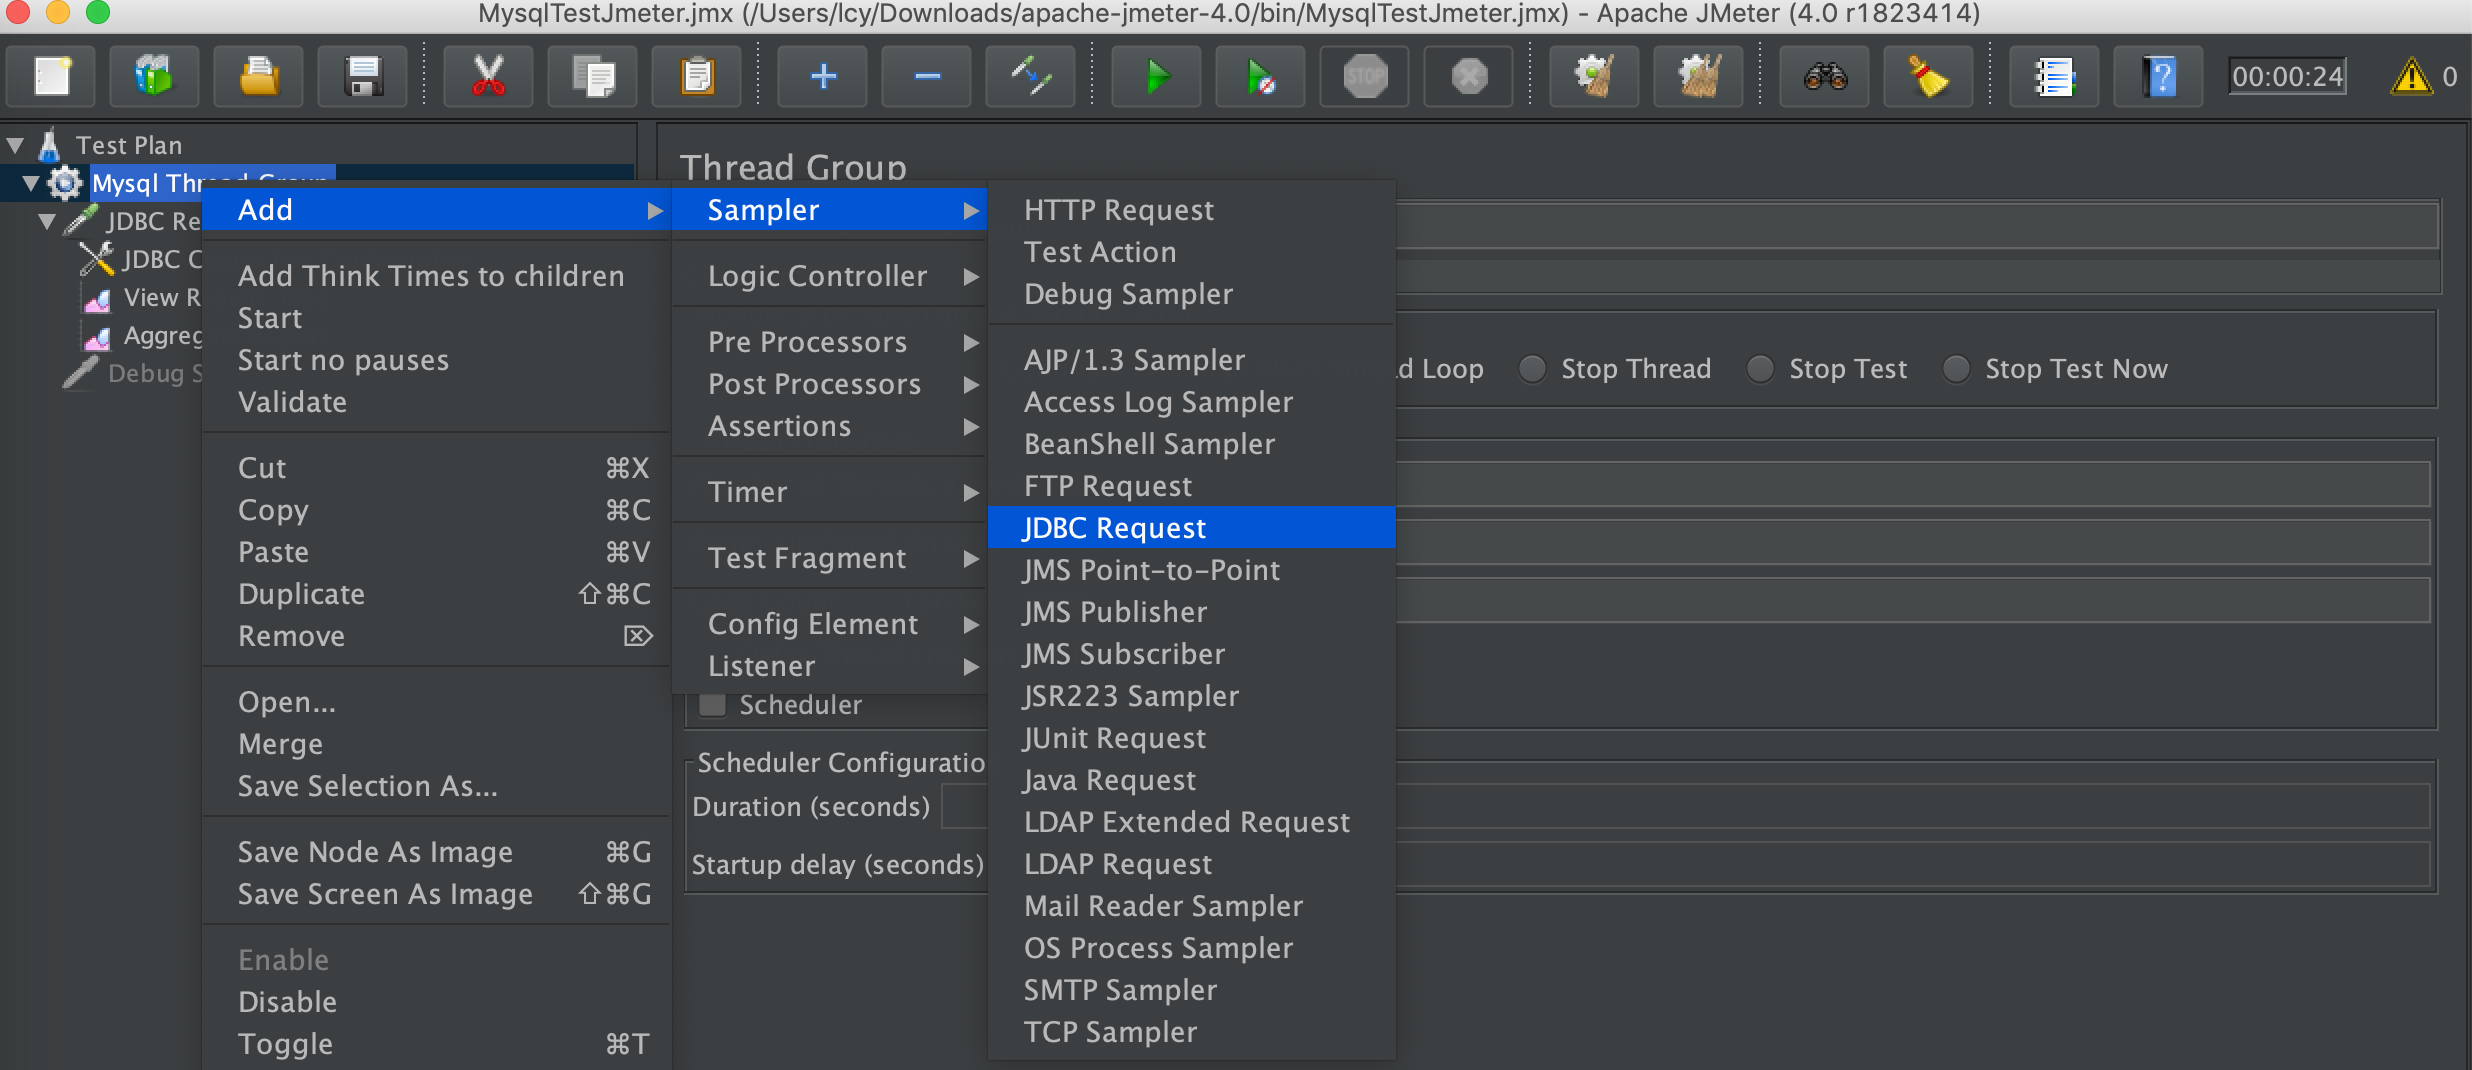 MysqlTestJmeter.jmx (/Users/lcy/Downloads/apache-jmeter-4.0/bin/MysqlTestJmeter.jmx) - Apache JMeter (4.0 r1823414)
STOP
00:00:24
0
Test Plan
Mysql Thread Group
JDBC Re
JDBC C
View R
Aggreg
Debug S
Add
Add Think Times to children
Start
Start no pauses
Validate
Cut ⌘X
Copy ⌘C
Paste ⌘V
Duplicate ⇧⌘C
Remove ⌦
Open...
Merge
Save Selection As...
Save Node As Image ⌘G
Save Screen As Image ⇧⌘G
Enable
Disable
Toggle ⌘T
Sampler
Logic Controller
Pre Processors
Post Processors
Assertions
Timer
Test Fragment
Config Element
Listener
HTTP Request
Test Action
Debug Sampler
AJP/1.3 Sampler
Access Log Sampler
BeanShell Sampler
FTP Request
JDBC Request
JMS Point-to-Point
JMS Publisher
JMS Subscriber
JSR223 Sampler
JUnit Request
Java Request
LDAP Extended Request
LDAP Request
Mail Reader Sampler
OS Process Sampler
SMTP Sampler
TCP Sampler
Thread Group
d Loop Stop Thread Stop Test Stop Test Now
Scheduler
Scheduler Configuratio
Duration (seconds)
Startup delay (seconds)